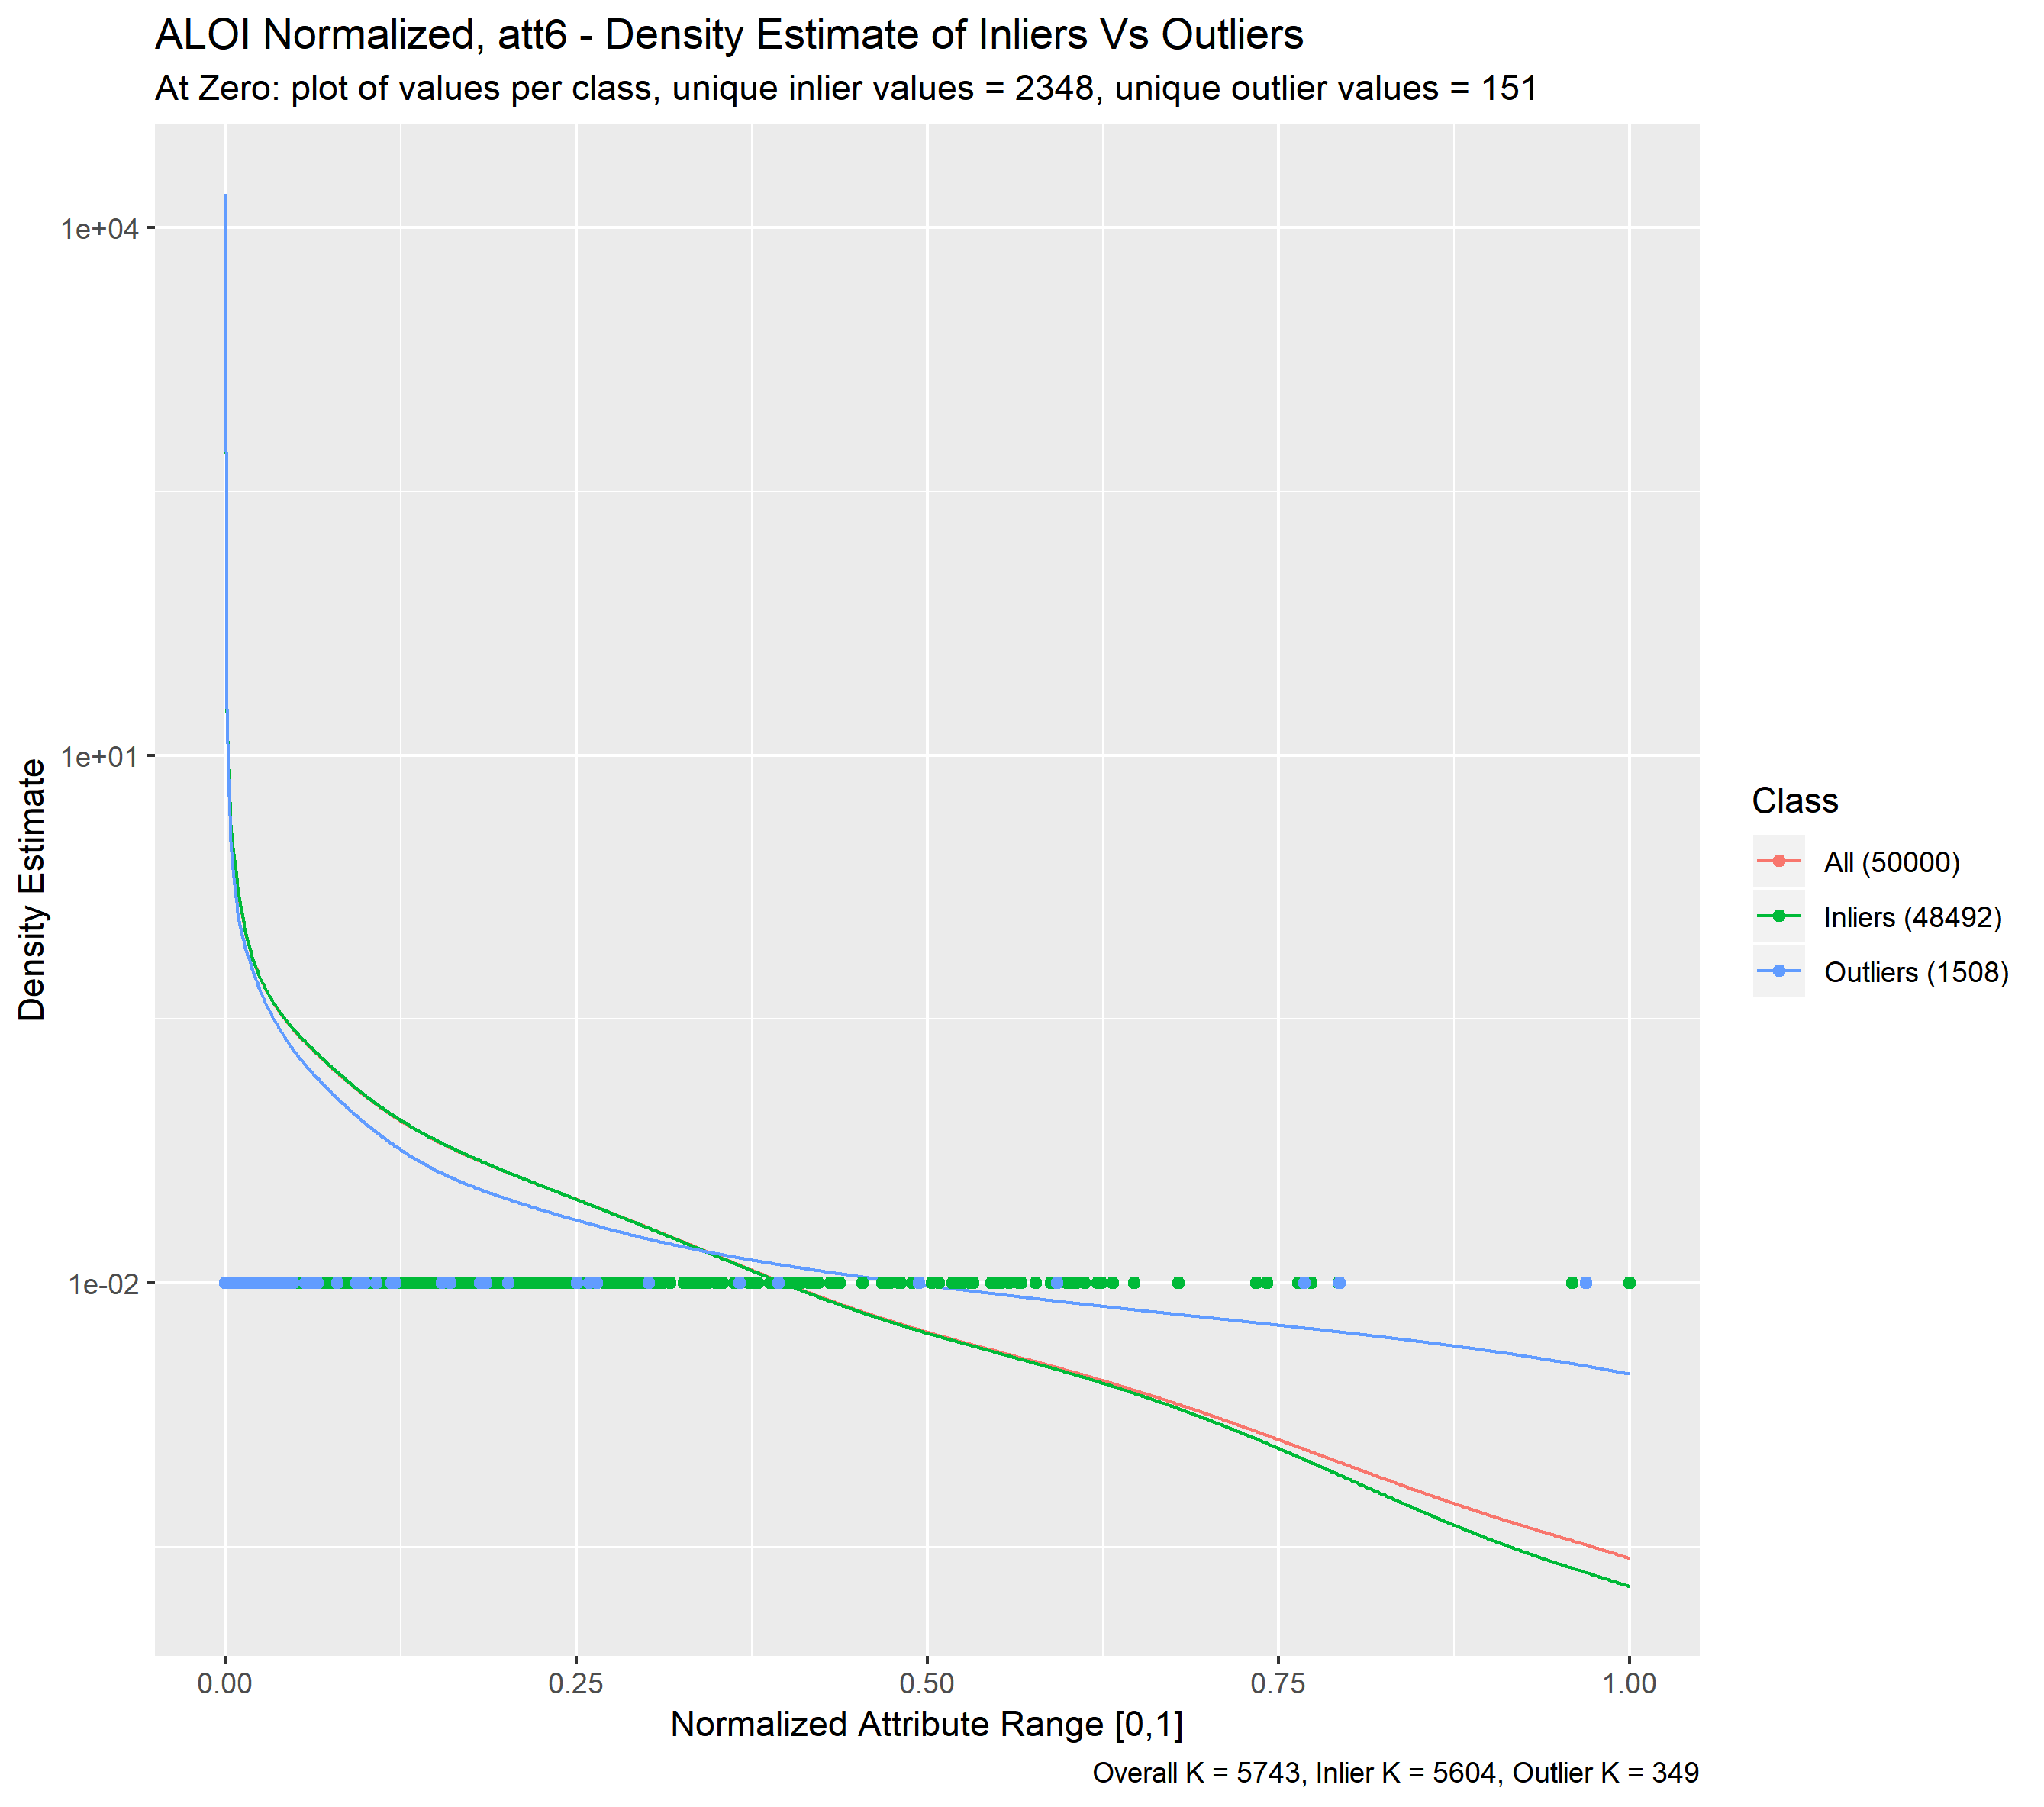 ALOI Normalized, att6 - Density Estimate of Inliers Vs Outliers
At Zero: plot of values per class, unique inlier values = 2348, unique outlier values = 151
1e+04
1e+01
1e-02
Density Estimate
0.00
0.25
0.50
0.75
1.00
Normalized Attribute Range [0,1]
Overall K = 5743, Inlier K = 5604, Outlier K = 349
Class
All (50000)
Inliers (48492)
Outliers (1508)